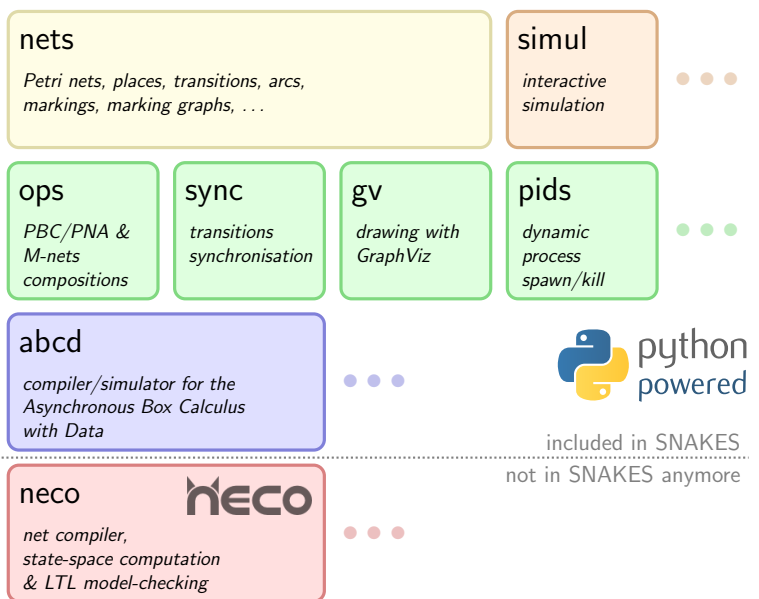 nets
Petri nets, places, transitions, arcs,
markings, marking graphs, . . .
simul
interactive
simulation
ops
PBC/PNA &
M-nets
compositions
sync
transitions
synchronisation
gv
drawing with
GraphViz
pids
dynamic
process
spawn/kill
abcd
compiler/simulator for the
Asynchronous Box Calculus
with Data
python
powered
included in SNAKES
not in SNAKES anymore
neco
NECO
net compiler,
state-space computation
& LTL model-checking